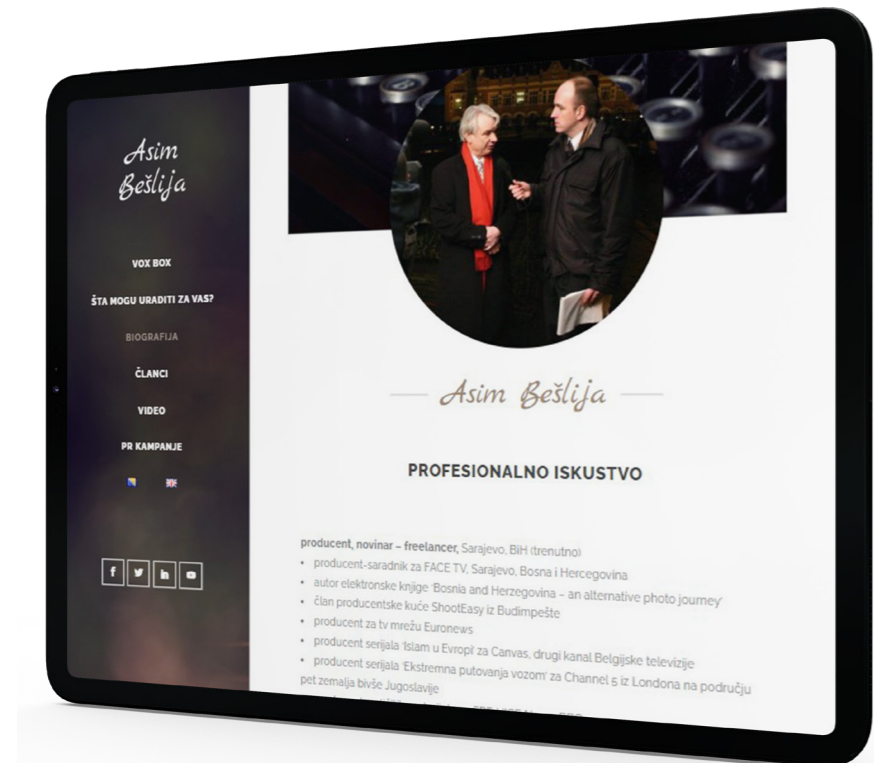 Asim
Bešlija
VOX BOX
ŠTA MOGU URADITI ZA VAS?
BIOGRAFIJA
ČLANCI
VIDEO
PR KAMPANJE
Asim Bešlija
PROFESIONALNO ISKUSTVO
producent, novinar – freelancer, Sarajevo, BiH (trenutno)
• producent-saradnik za FACE TV, Sarajevo, Bosna i Hercegovina
• autor elektronske knjige 'Bosnia and Herzegovina – an alternative photo journey'
• član producentske kuće ShootEasy iz Budimpešte
• producent za tv mrežu Euronews
• producent serijala 'Islam u Evropi' za Canvas, drugi kanal Belgijske televizije
• producent serijala 'Ekstremna putovanja vozom' za Channel 5 iz Londona na području
pet zemalja bivše Jugoslavije